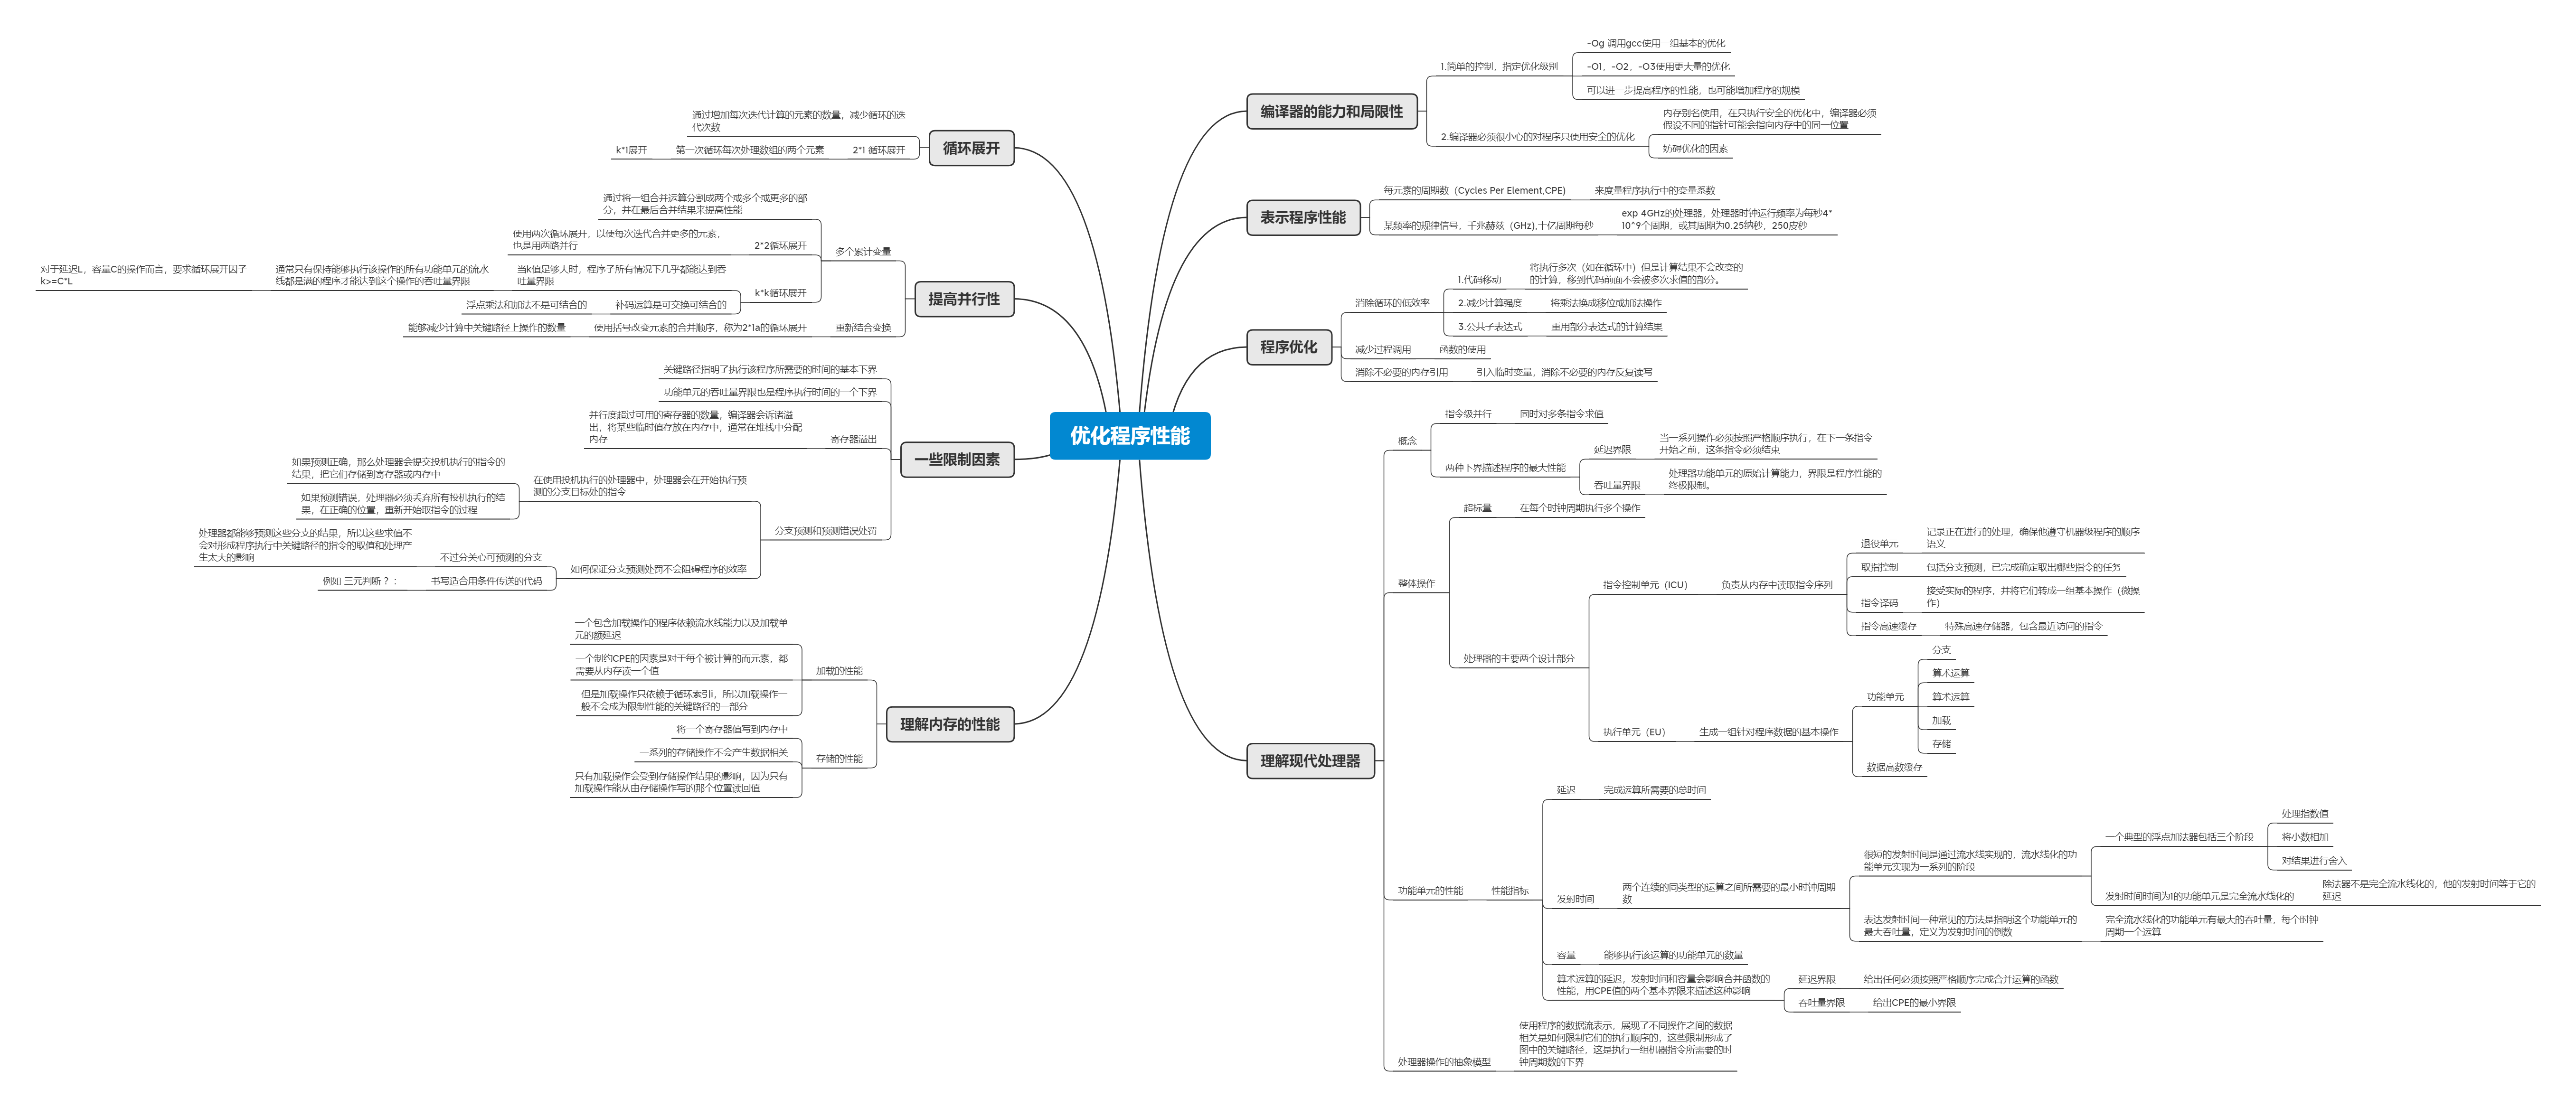 优化程序性能
编译器的能力和局限性
1.简单的控制，指定优化级别
-Og 调用gcc使用一组基本的优化
-O1，-O2，-O3使用更大量的优化
可以进一步提高程序的性能，也可能增加程序的规模
2.编译器必须很小心的对程序只使用安全的优化
内存别名使用，在只执行安全的优化中，编译器必须
假设不同的指针可能会指向内存中的同一位置
妨碍优化的因素
表示程序性能
每元素的周期数（Cycles Per Element,CPE)
来度量程序执行中的变量系数
某频率的规律信号，千兆赫兹（GHz),十亿周期每秒
exp 4GHz的处理器，处理器时钟运行频率为每秒4*
10^9个周期，或其周期为0.25纳秒，250皮秒
程序优化
消除循环的低效率
1.代码移动
将执行多次（如在循环中）但是计算结果不会改变的
的计算，移到代码前面不会被多次求值的部分。
2.减少计算强度
将乘法换成移位或加法操作
3.公共子表达式
重用部分表达式的计算结果
减少过程调用
函数的使用
消除不必要的内存引用
引入临时变量，消除不必要的内存反复读写
理解现代处理器
概念
指令级并行
同时对多条指令求值
两种下界描述程序的最大性能
延迟界限
当一系列操作必须按照严格顺序执行，在下一条指令
开始之前，这条指令必须结束
吞吐量界限
处理器功能单元的原始计算能力，界限是程序性能的
终极限制。
整体操作
超标量
在每个时钟周期执行多个操作
处理器的主要两个设计部分
指令控制单元（ICU）
负责从内存中读取指令序列
退役单元
记录正在进行的处理，确保他遵守机器级程序的顺序
语义
取指控制
包括分支预测，已完成确定取出哪些指令的任务
指令译码
接受实际的程序，并将它们转成一组基本操作（微操
作）
指令高速缓存
特殊高速存储器，包含最近访问的指令
执行单元（EU）
生成一组针对程序数据的基本操作
功能单元
分支
算术运算
算术运算
加载
存储
数据高数缓存
功能单元的性能
性能指标
延迟
完成运算所需要的总时间
发射时间
两个连续的同类型的运算之间所需要的最小时钟周期
数
很短的发射时间是通过流水线实现的，流水线化的功
能单元实现为一系列的阶段
一个典型的浮点加法器包括三个阶段
处理指数值
将小数相加
对结果进行舍入
发射时间时间为1的功能单元是完全流水线化的
除法器不是完全流水线化的，他的发射时间等于它的
延迟
表达发射时间一种常见的方法是指明这个功能单元的
最大吞吐量，定义为发射时间的倒数
完全流水线化的功能单元有最大的吞吐量，每个时钟
周期一个运算
容量
能够执行该运算的功能单元的数量
算术运算的延迟，发射时间和容量会影响合并函数的
性能，用CPE值的两个基本界限来描述这种影响
延迟界限
给出任何必须按照严格顺序完成合并运算的函数
吞吐量界限
给出CPE的最小界限
处理器操作的抽象模型
使用程序的数据流表示，展现了不同操作之间的数据
相关是如何限制它们的执行顺序的，这些限制形成了
图中的关键路径，这是执行一组机器指令所需要的时
钟周期数的下界
循环展开
通过增加每次迭代计算的元素的数量，减少循环的迭
代次数
2*1 循环展开
第一次循环每次处理数组的两个元素
k*1展开
提高并行性
多个累计变量
通过将一组合并运算分割成两个或多个或更多的部
分，并在最后合并结果来提高性能
2*2循环展开
使用两次循环展开，以使每次迭代合并更多的元素，
也是用两路并行
k*k循环展开
当k值足够大时，程序子所有情况下几乎都能达到吞
吐量界限
通常只有保持能够执行该操作的所有功能单元的流水
线都是满的程序才能达到这个操作的吞吐量界限
对于延迟L，容量C的操作而言，要求循环展开因子
k>=C*L
补码运算是可交换可结合的
浮点乘法和加法不是可结合的
重新结合变换
使用括号改变元素的合并顺序，称为2*1a的循环展开
能够减少计算中关键路径上操作的数量
一些限制因素
关键路径指明了执行该程序所需要的时间的基本下界
功能单元的吞吐量界限也是程序执行时间的一个下界
寄存器溢出
并行度超过可用的寄存器的数量，编译器会诉诸溢
出，将某些临时值存放在内存中，通常在堆栈中分配
内存
分支预测和预测错误处罚
在使用投机执行的处理器中，处理器会在开始执行预
测的分支目标处的指令
如果预测正确，那么处理器会提交投机执行的指令的
结果，把它们存储到寄存器或内存中
如果预测错误，处理器必须丢弃所有投机执行的结
果，在正确的位置，重新开始取指令的过程
如何保证分支预测处罚不会阻碍程序的效率
不过分关心可预测的分支
处理器都能够预测这些分支的结果，所以这些求值不
会对形成程序执行中关键路径的指令的取值和处理产
生太大的影响
书写适合用条件传送的代码
例如 三元判断？ ：
理解内存的性能
加载的性能
一个包含加载操作的程序依赖流水线能力以及加载单
元的额延迟
一个制约CPE的因素是对于每个被计算的而元素，都
需要从内存读一个值
但是加载操作只依赖于循环索引i，所以加载操作一
般不会成为限制性能的关键路径的一部分
存储的性能
将一个寄存器值写到内存中
一系列的存储操作不会产生数据相关
只有加载操作会受到存储操作结果的影响，因为只有
加载操作能从由存储操作写的那个位置读回值